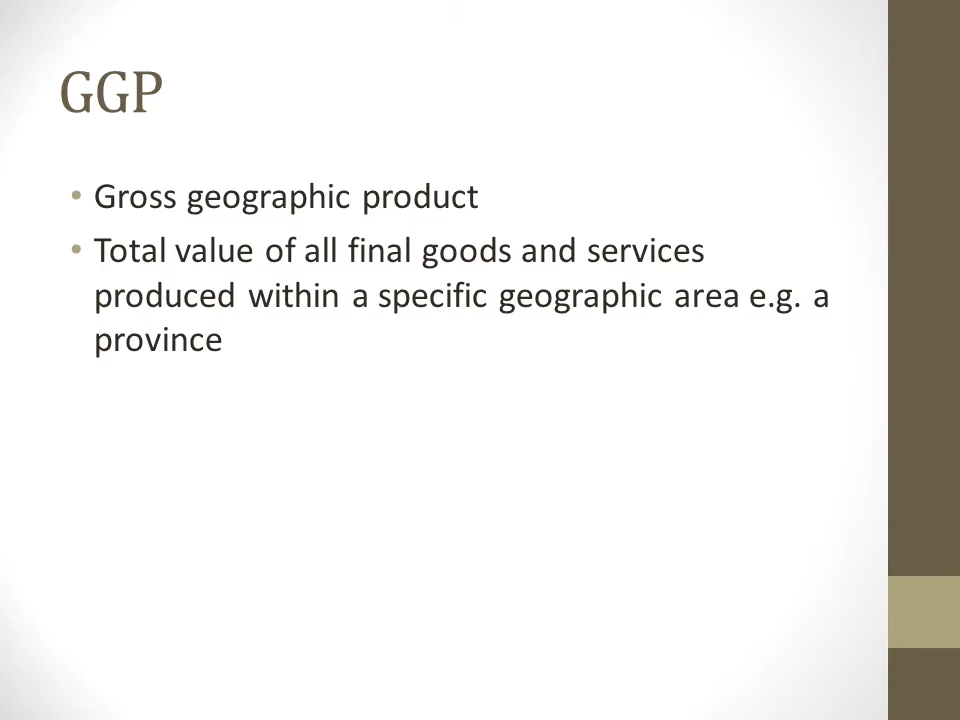 GGP
• Gross geographic product
• Total value of all final goods and services
produced within a specific geographic area e.g. a
province